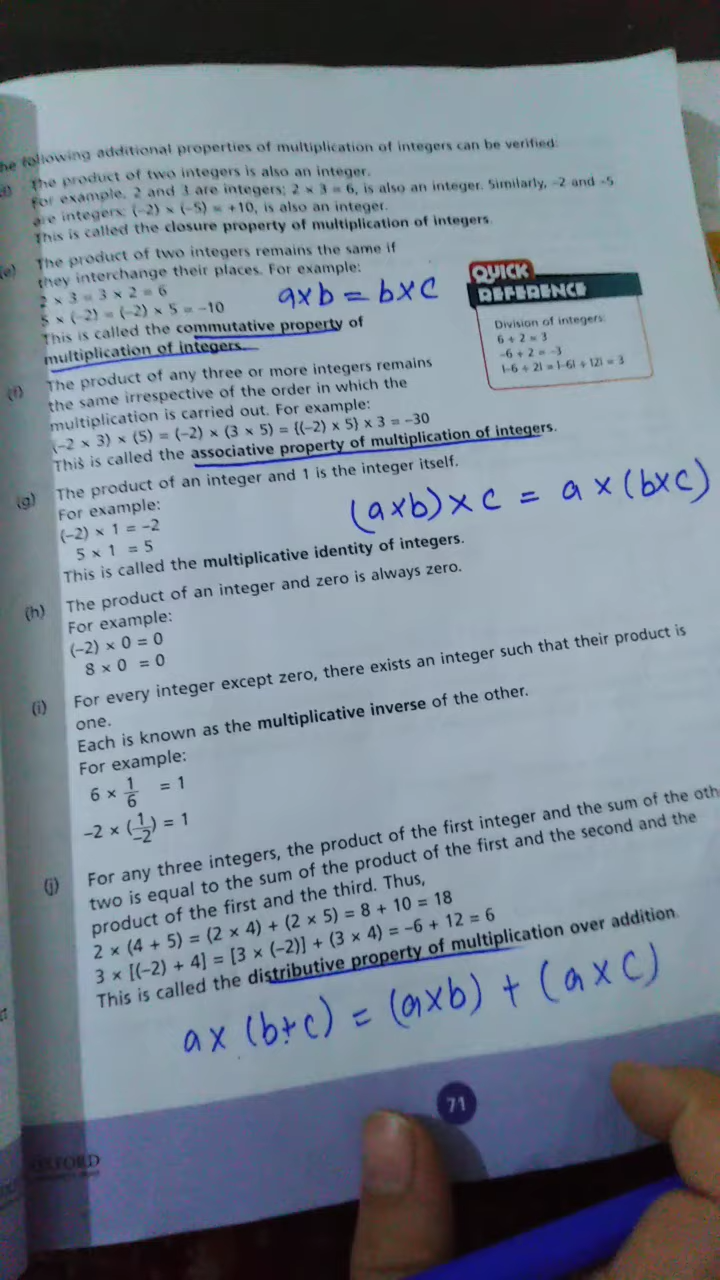 he following additional properties of multiplication of integers can be verified:
d) The product of two integers is also an integer.
For example, 2 and 3 are integers; 2 × 3 = 6, is also an integer. Similarly, –2 and –5
are integers: (–2) × (–5) = +10, is also an integer.
This is called the closure property of multiplication of integers.
(e) The product of two integers remains the same if
they interchange their places. For example:
2 × 3 = 3 × 2 = 6
5 × (–2) = (–2) × 5 = –10
a×b = b×c
This is called the commutative property of
multiplication of integers.
QUICK
REFERENCE
Division of integers:
6 ÷ 2 = 3
–6 ÷ 2 = –3
|–6 ÷ 2| = |–6| ÷ |2| = 3
(f) The product of any three or more integers remains
the same irrespective of the order in which the
multiplication is carried out. For example:
(–2 × 3) × (5) = (–2) × (3 × 5) = {(–2) × 5} × 3 = –30
This is called the associative property of multiplication of integers.
(g) The product of an integer and 1 is the integer itself.
For example:
(–2) × 1 = –2
5 × 1 = 5
(a×b)×c = a×(b×c)
This is called the multiplicative identity of integers.
(h) The product of an integer and zero is always zero.
For example:
(–2) × 0 = 0
8 × 0 = 0
(i) For every integer except zero, there exists an integer such that their product is
one.
Each is known as the multiplicative inverse of the other.
For example:
6 × 1/6 = 1
–2 × (1/–2) = 1
(j) For any three integers, the product of the first integer and the sum of the oth
two is equal to the sum of the product of the first and the second and the
product of the first and the third. Thus,
2 × (4 + 5) = (2 × 4) + (2 × 5) = 8 + 10 = 18
3 × [(–2) + 4] = [3 × (–2)] + (3 × 4) = –6 + 12 = 6
This is called the distributive property of multiplication over addition.
a× (b+c) = (a×b) + (a×c)
71
OXFORD